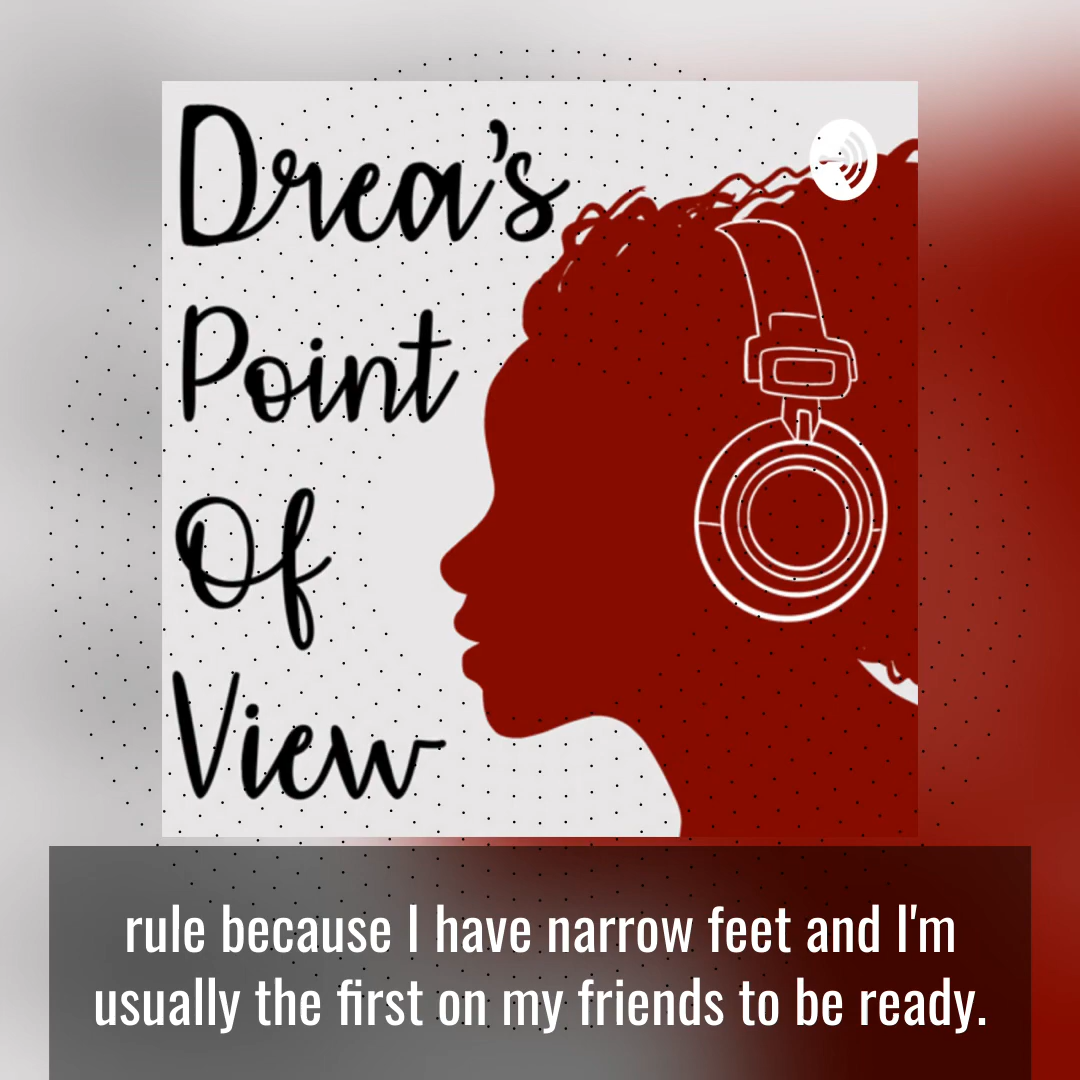 Drea's
Point
Of
View
rule because I have narrow feet and I'm
usually the first on my friends to be ready.